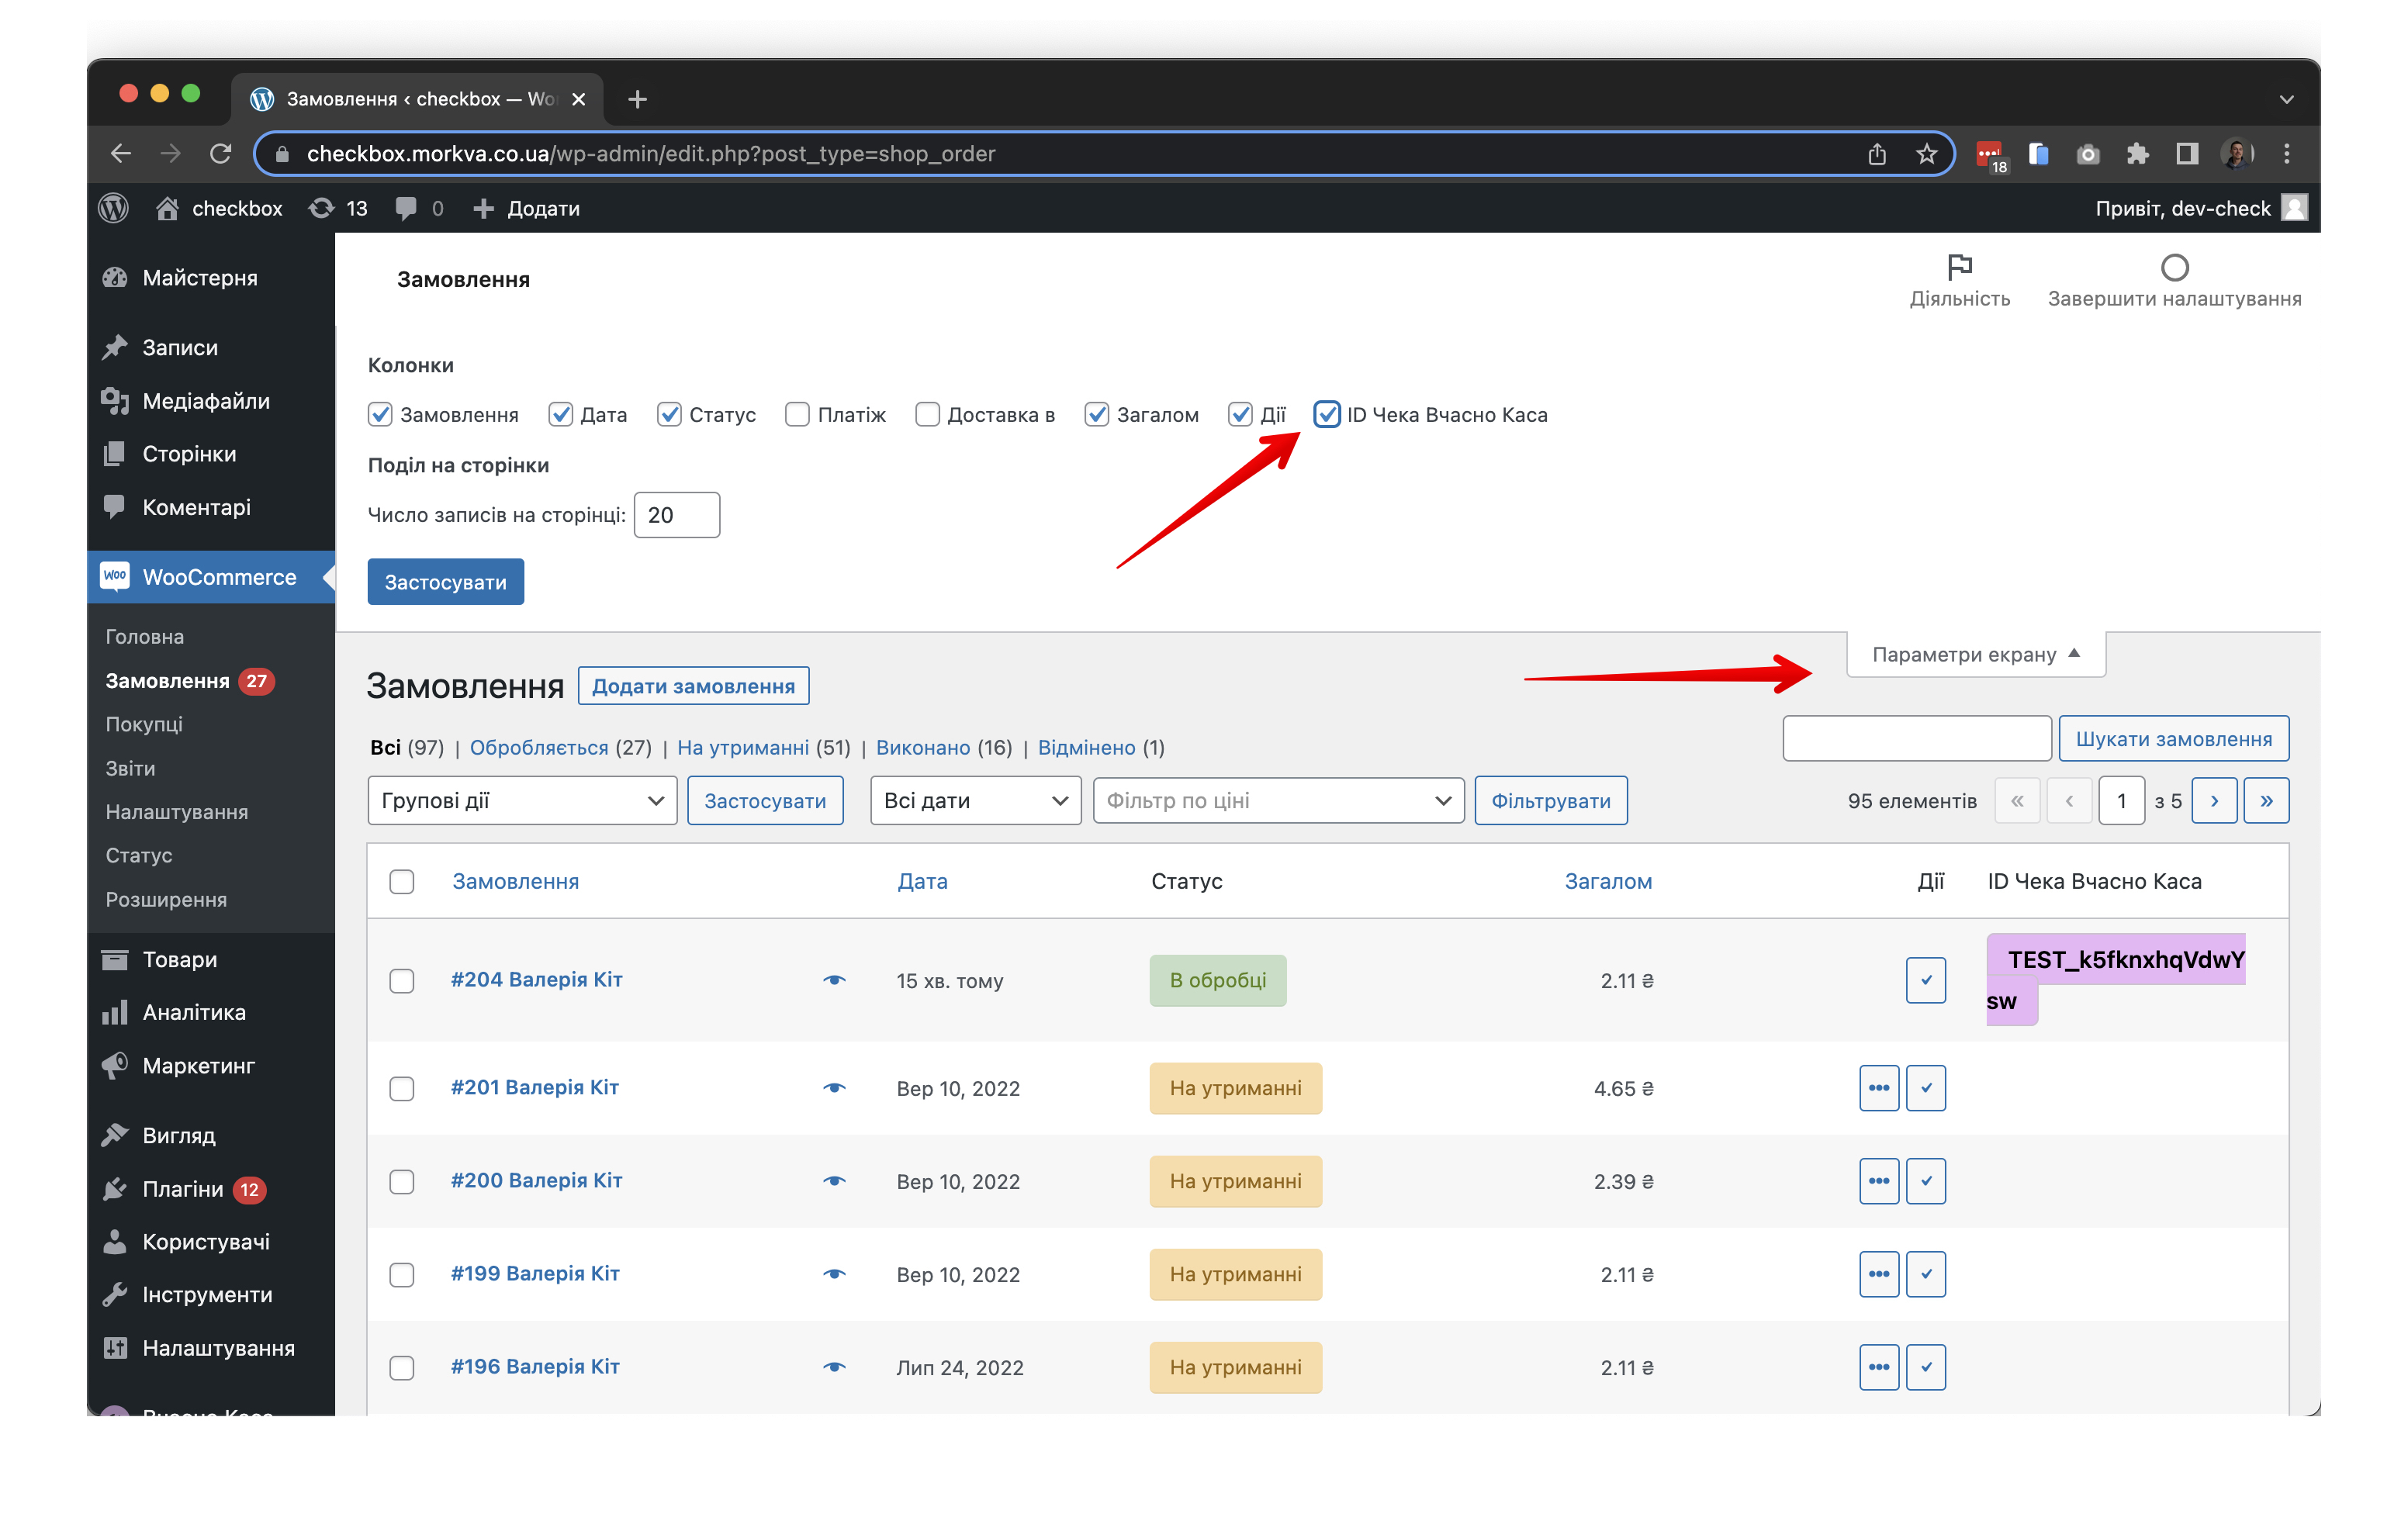 Замовлення ‹ checkbox — Wo
checkbox.morkva.co.ua/wp-admin/edit.php?post_type=shop_order
18
checkbox 13 0 Додати
Привіт, dev-check
Майстерня
Записи
Медіафайли
Сторінки
Коментарі
Woo WooCommerce
Головна
Замовлення 27
Покупці
Звіти
Налаштування
Статус
Розширення
Товари
Аналітика
Маркетинг
Вигляд
Плагіни 12
Користувачі
Інструменти
Налаштування
Вчасно Каса
Замовлення
Діяльність
Завершити налаштування
Колонки
Замовлення Дата Статус Платіж Доставка в Загалом Дії ID Чека Вчасно Каса
Поділ на сторінки
Число записів на сторінці: 20
Застосувати
Параметри екрану
Замовлення Додати замовлення
Всі (97) | Обробляється (27) | На утриманні (51) | Виконано (16) | Відмінено (1)
Шукати замовлення
Групові дії Застосувати Всі дати Фільтр по ціні Фільтрувати
95 елементів « ‹ 1 з 5 › »
Замовлення Дата Статус Загалом Дії ID Чека Вчасно Каса
#204 Валерія Кіт 15 хв. тому В обробці 2.11 ₴ TEST_k5fknxhqVdwY
sw
#201 Валерія Кіт Вер 10, 2022 На утриманні 4.65 ₴
#200 Валерія Кіт Вер 10, 2022 На утриманні 2.39 ₴
#199 Валерія Кіт Вер 10, 2022 На утриманні 2.11 ₴
#196 Валерія Кіт Лип 24, 2022 На утриманні 2.11 ₴